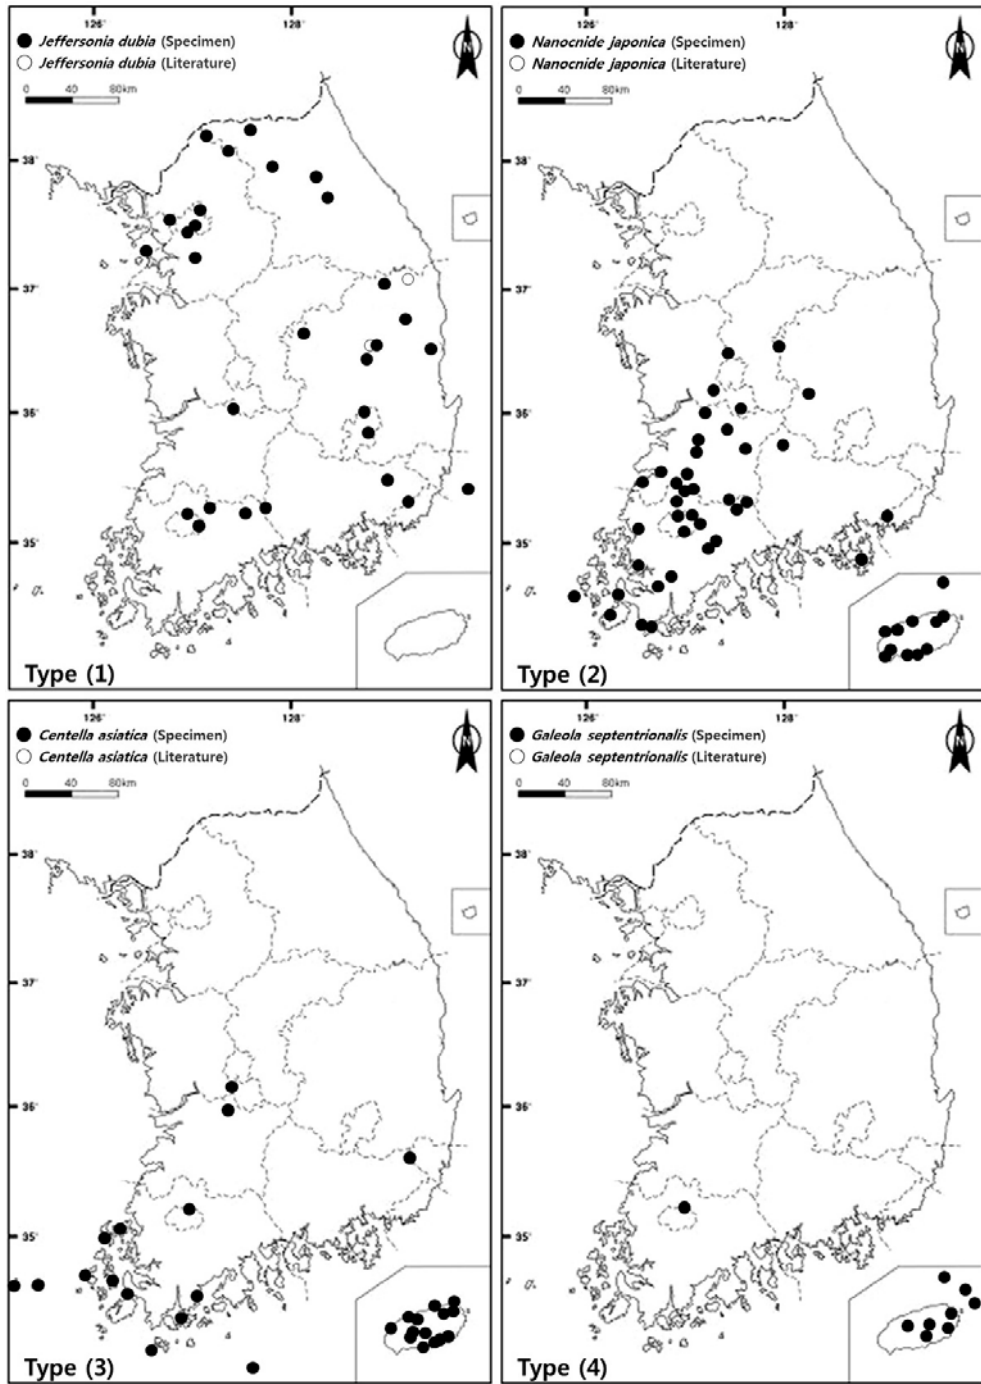 126°
128°
N
● Jeffersonia dubia (Specimen)
○ Jeffersonia dubia (Literature)
0 40 80km
38°
37°
36°
35°
Type (1)
126°
128°
N
● Nanocnide japonica (Specimen)
○ Nanocnide japonica (Literature)
0 40 80km
38°
37°
36°
35°
Type (2)
126°
128°
N
● Centella asiatica (Specimen)
○ Centella asiatica (Literature)
0 40 80km
38°
37°
36°
35°
Type (3)
126°
128°
N
● Galeola septentrionalis (Specimen)
○ Galeola septentrionalis (Literature)
0 40 80km
38°
37°
36°
35°
Type (4)